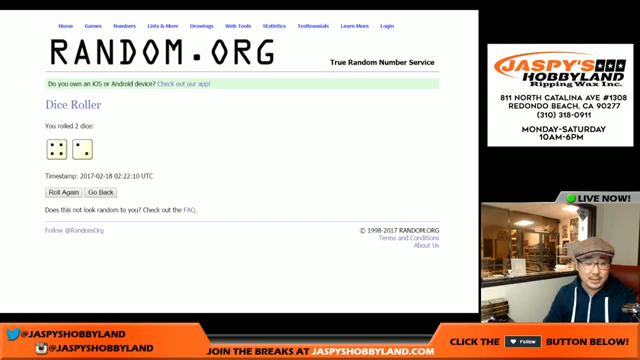 Home Games Numbers Lists & More Drawings Web Tools Statistics Testimonials Learn More Login
RANDOM.ORG
True Random Number Service
Do you own an iOS or Android device? Check out our app!
Dice Roller
You rolled 2 dice:
Timestamp: 2017-02-18 02:22:10 UTC
Roll Again Go Back
Does this not look random to you? Check out the FAQ.
Follow @RandomOrg
© 1998-2017 RANDOM.ORG
Terms and Conditions
About Us
JASPY'S
HOBBYLAND
Ripping Wax Inc.
811 NORTH CATALINA AVE #1308
REDONDO BEACH, CA 90277
(310) 318-0911
MONDAY-SATURDAY
10AM-6PM
LIVE NOW!
@JASPYSHOBBYLAND
@JASPYSHOBBYLAND
JOIN THE BREAKS AT JASPYSHOBBYLAND.COM
CLICK THE Follow BUTTON BELOW!